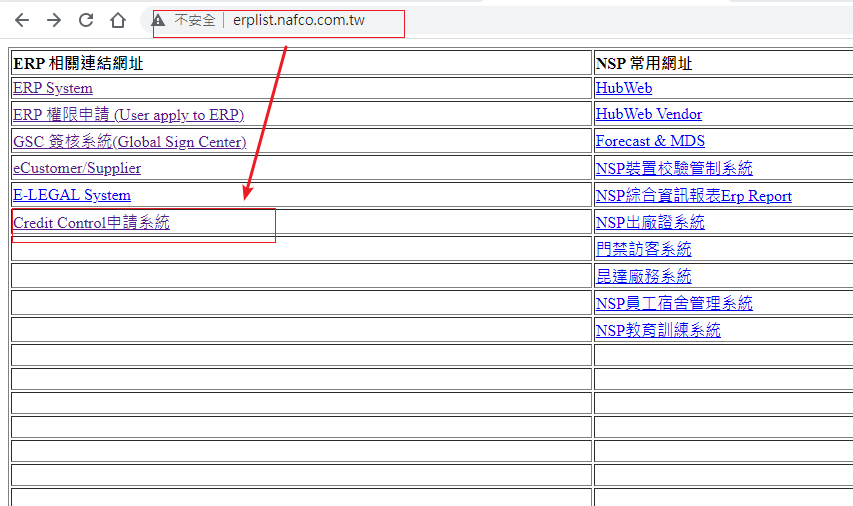 不安全 | erplist.nafco.com.tw
ERP 相關連結網址
NSP 常用網址
ERP System
HubWeb
ERP 權限申請 (User apply to ERP)
HubWeb Vendor
GSC 簽核系統(Global Sign Center)
Forecast & MDS
eCustomer/Supplier
NSP裝置校驗管制系統
E-LEGAL System
NSP綜合資訊報表Erp Report
Credit Control申請系統
NSP出廠證系統
門禁訪客系統
昆達廠務系統
NSP員工宿舍管理系統
NSP教育訓練系統